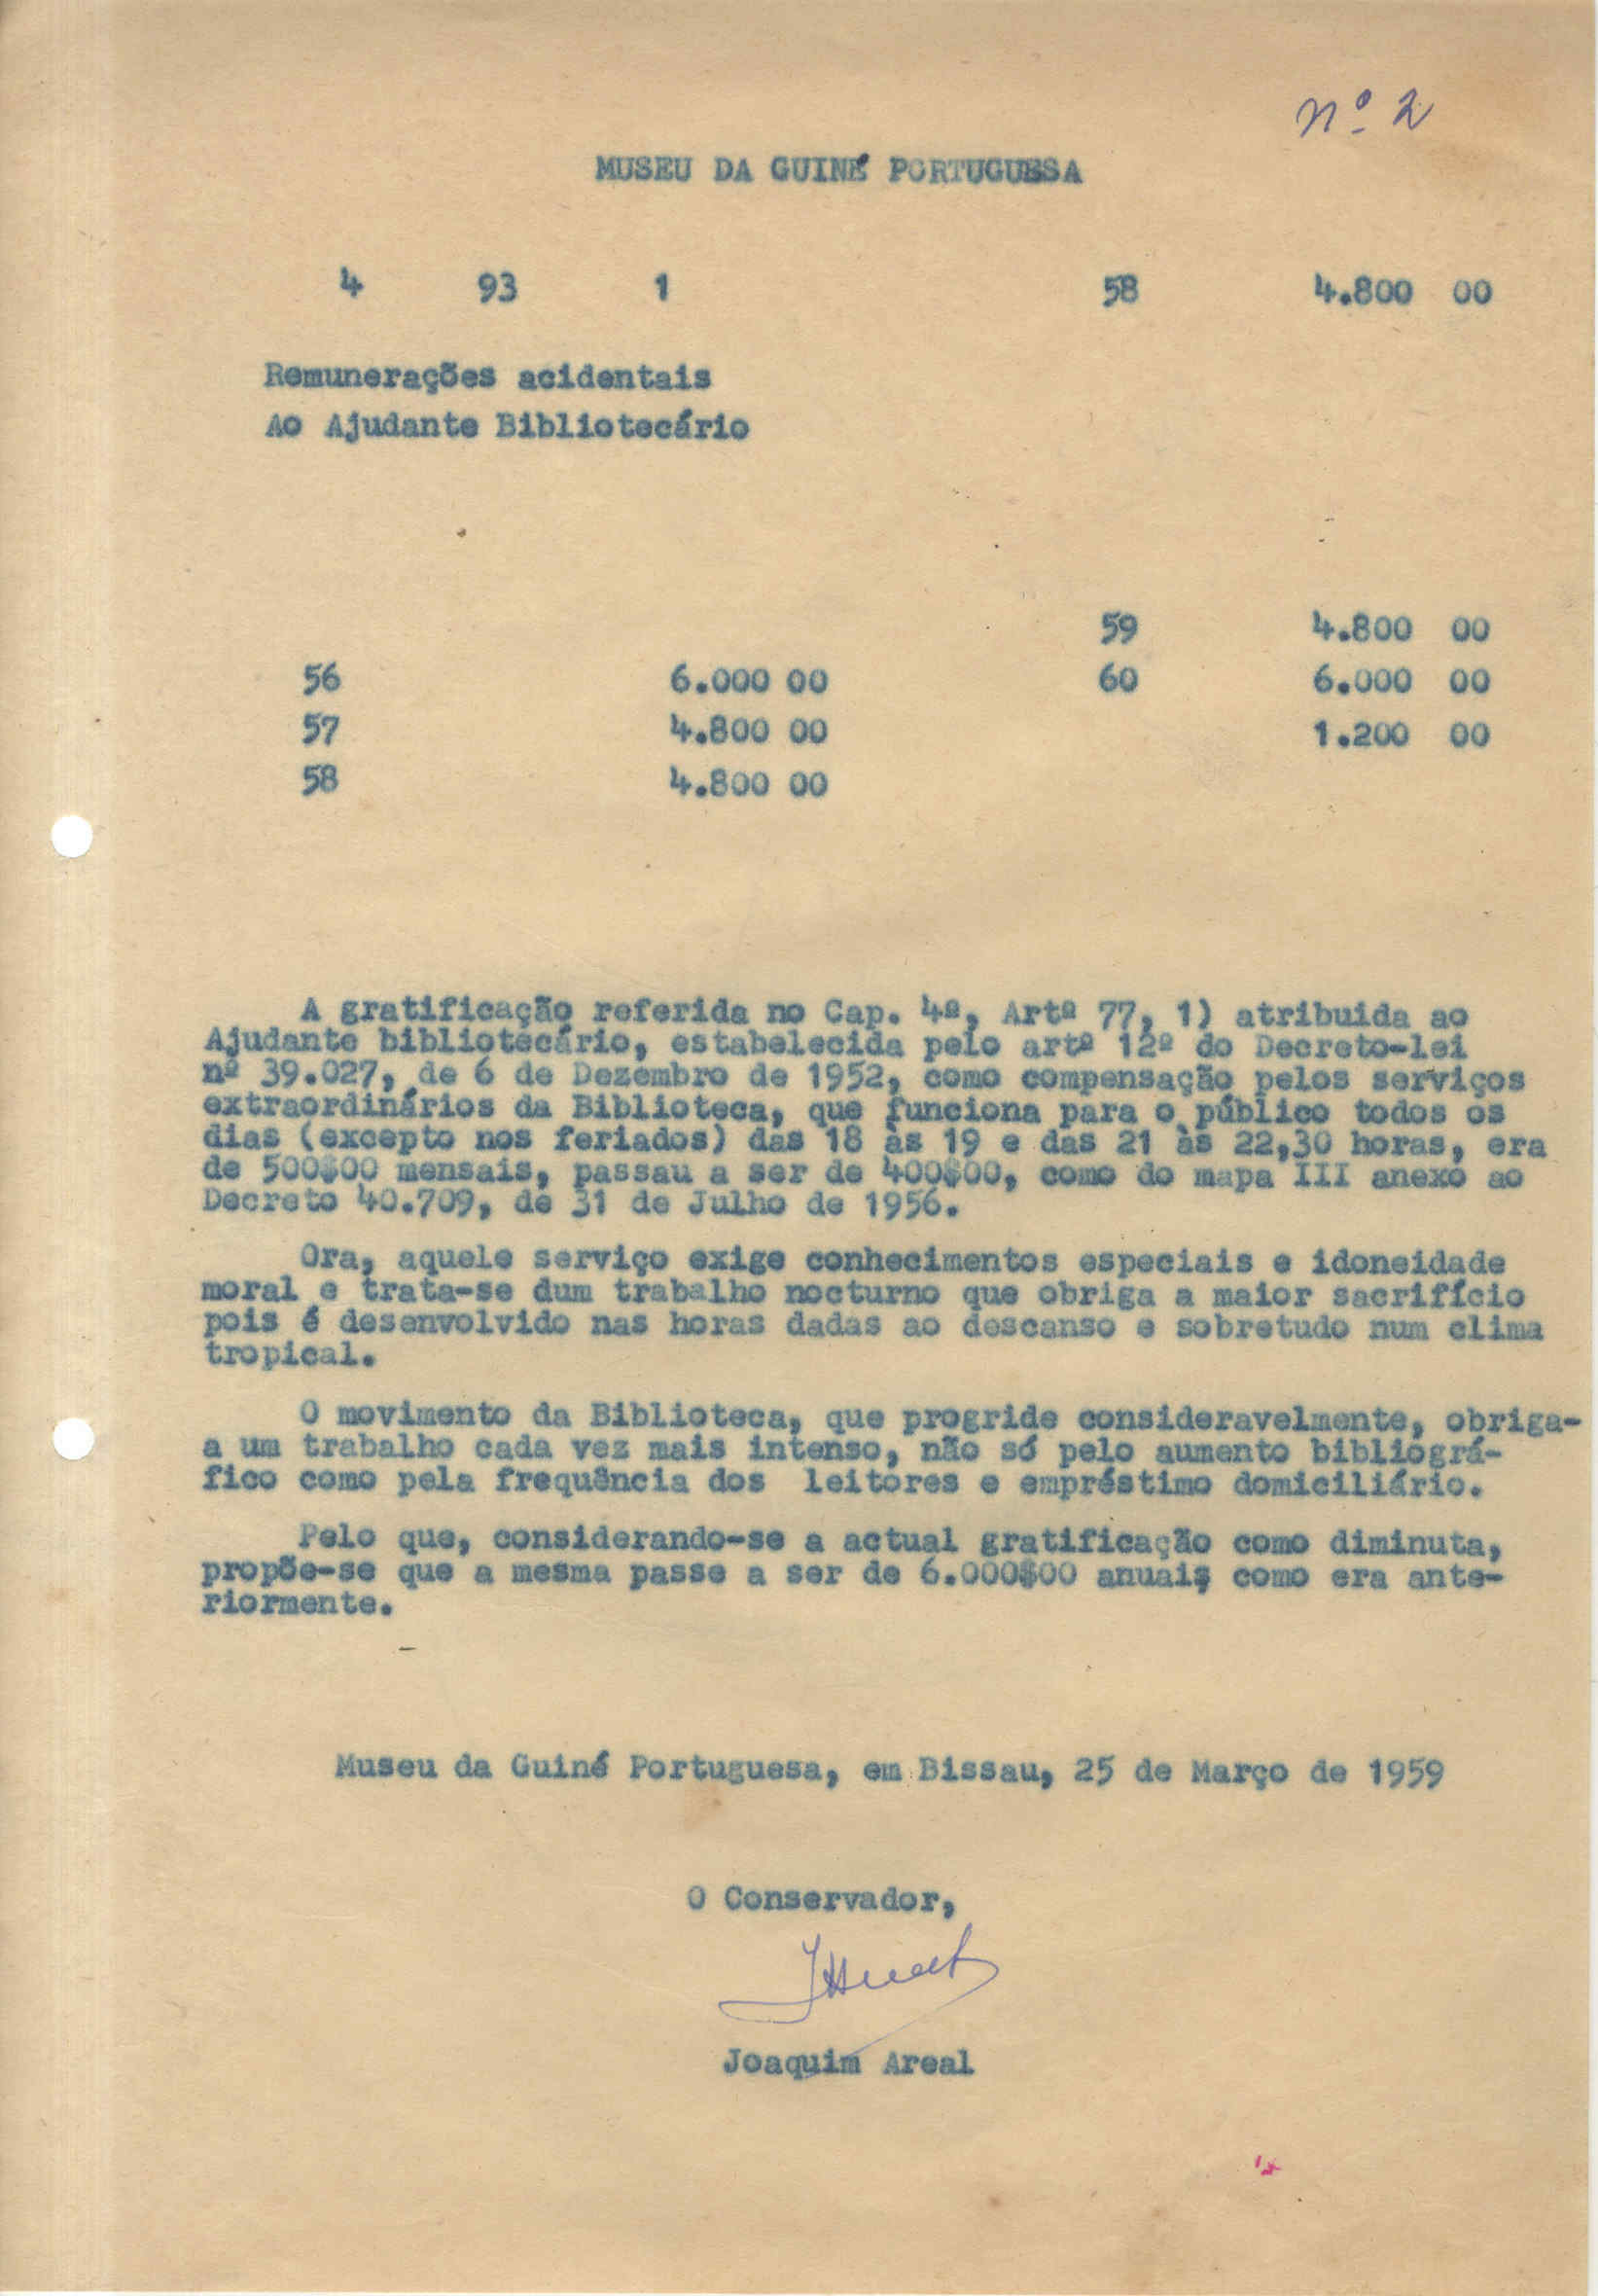 nº 2
MUSEU DA GUINÉ PORTUGUESA
4 93 1 58 4.800 00
Remunerações acidentais
Ao Ajudante Bibliotecário
59 4.800 00
56 6.000 00 60 6.000 00
57 4.800 00 1.200 00
58 4.800 00
A gratificação referida no Cap. 4º, Artº 77, 1) atribuida ao
Ajudante bibliotecário, estabelecida pelo artº 12º do Decreto-lei
nº 39.027, de 6 de Dezembro de 1952, como compensação pelos serviços
extraordinários da Biblioteca, que funciona para o público todos os
dias (excepto nos feriados) das 18 às 19 e das 21 às 22,30 horas, era
de 500$00 mensais, passau a ser de 400$00, como do mapa III anexo ao
Decreto 40.709, de 31 de Julho de 1956.
Ora, aquele serviço exige conhecimentos especiais e idoneidade
moral e trata-se dum trabalho nocturno que obriga a maior sacrifício
pois é desenvolvido nas horas dadas ao descanso e sobretudo num clima
tropical.
O movimento da Biblioteca, que progride consideravelmente, obriga-
a um trabalho cada vez mais intenso, não só pelo aumento bibliográ-
fico como pela frequência dos leitores e empréstimo domiciliário.
Pelo que, considerando-se a actual gratificação como diminuta,
propõe-se que a mesma passe a ser de 6.000$00 anuais como era ante-
riormente.
Museu da Guiné Portuguesa, em Bissau, 25 de Março de 1959
O Conservador,
Joaquim Areal